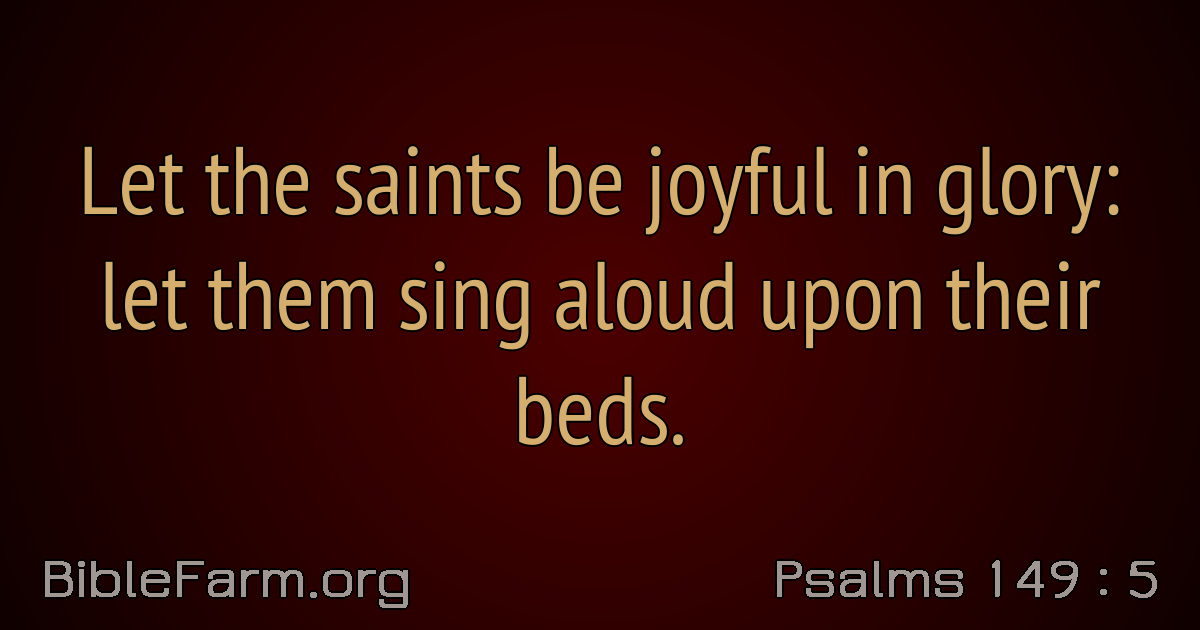 Let the saints be joyful in glory:
let them sing aloud upon their
beds.
BibleFarm.org
Psalms 149 : 5